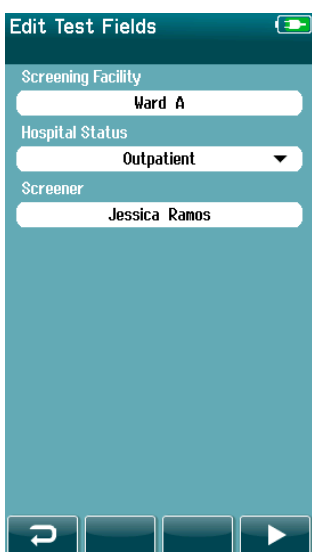 Edit Test Fields
Screening Facility
Ward A
Hospital Status
Outpatient
Screener
Jessica Ramos